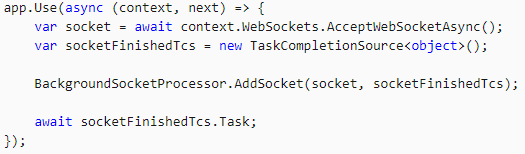 app.Use(async (context, next) => {
    var socket = await context.WebSockets.AcceptWebSocketAsync();
    var socketFinishedTcs = new TaskCompletionSource<object>();

    BackgroundSocketProcessor.AddSocket(socket, socketFinishedTcs);

    await socketFinishedTcs.Task;
});